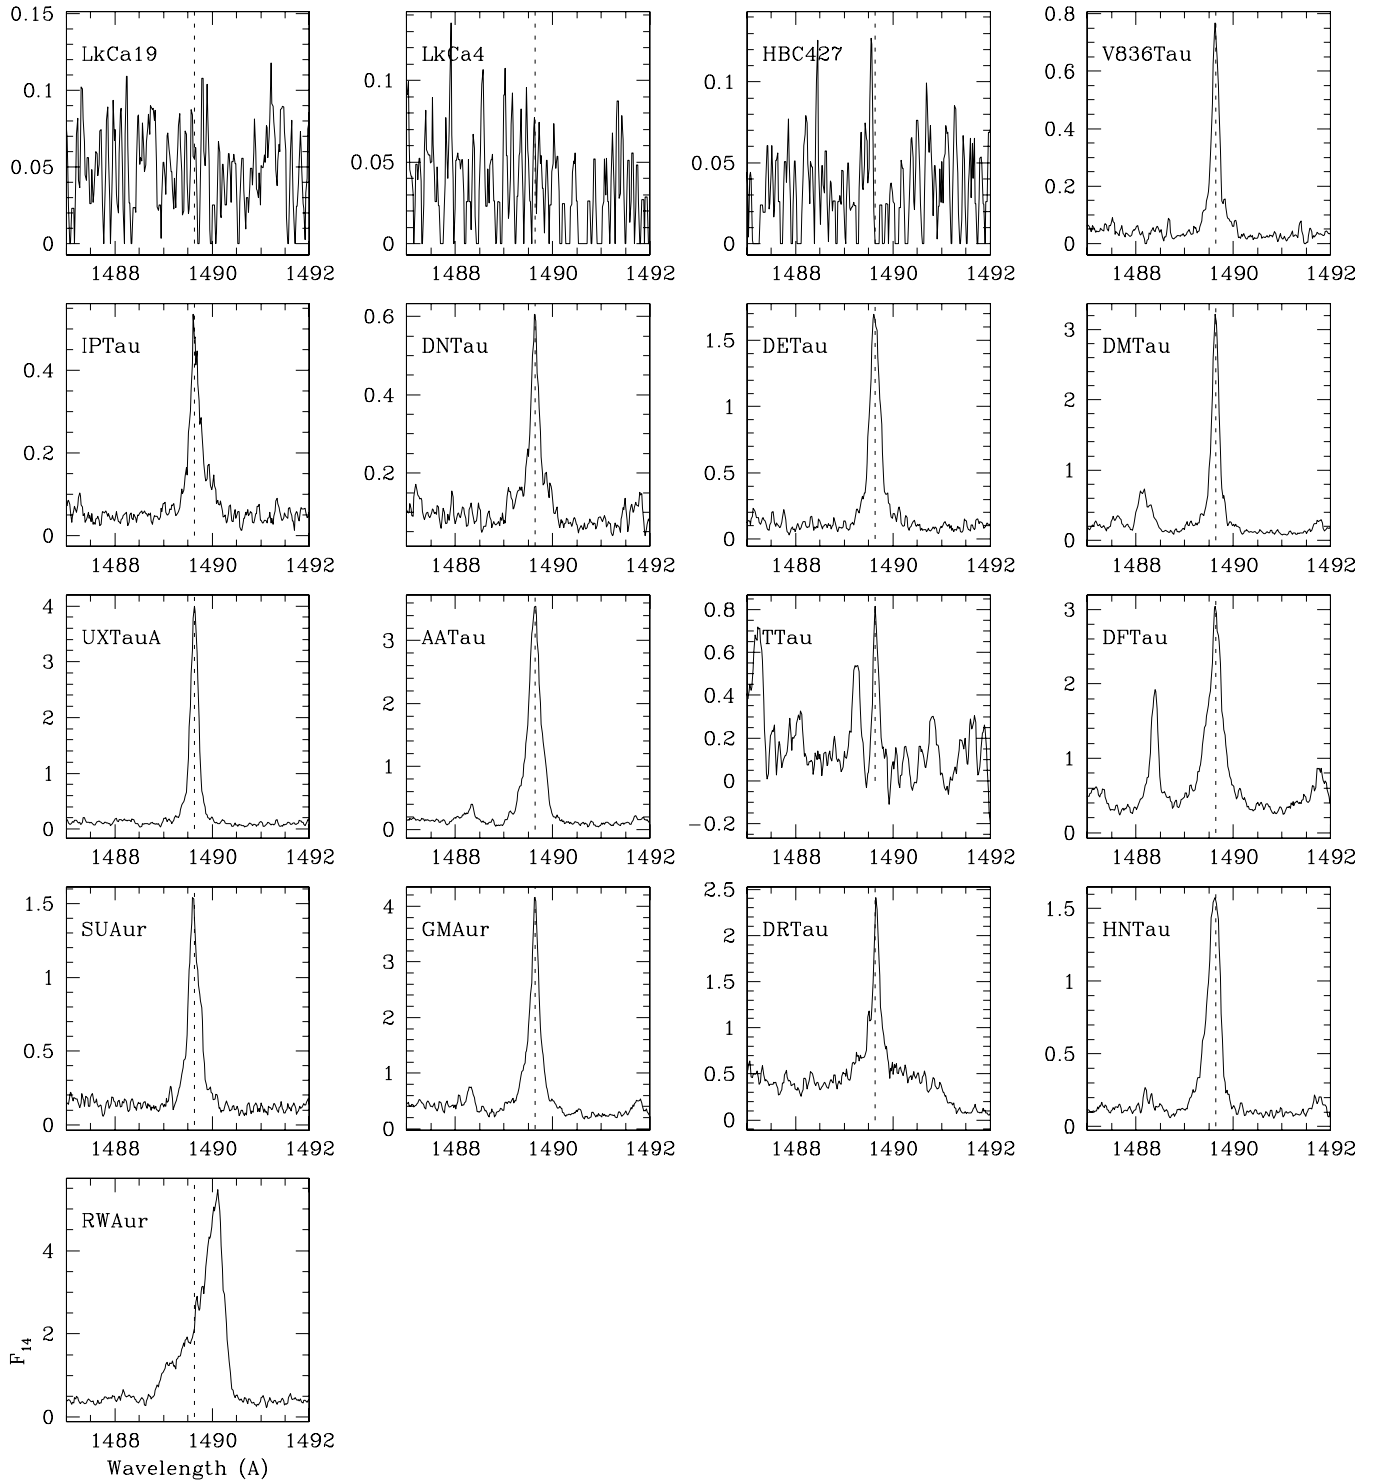 0.15
0.1
0.05
0
LkCa19
1488 1490 1492
0.1
0.05
0
LkCa4
1488 1490 1492
0.1
0.05
0
HBC427
1488 1490 1492
0.8
0.6
0.4
0.2
0
V836Tau
1488 1490 1492
0.4
0.2
0
IPTau
1488 1490 1492
0.6
0.4
0.2
DNTau
1488 1490 1492
1.5
1
0.5
0
DETau
1488 1490 1492
3
2
1
0
DMTau
1488 1490 1492
4
3
2
1
0
UXTauA
1488 1490 1492
3
2
1
0
AATau
1488 1490 1492
0.8
0.6
0.4
0.2
0
-0.2
TTau
1488 1490 1492
3
2
1
0
DFTau
1488 1490 1492
1.5
1
0.5
0
SUAur
1488 1490 1492
4
3
2
1
0
GMAur
1488 1490 1492
2.5
2
1.5
1
0.5
0
DRTau
1488 1490 1492
1.5
1
0.5
0
HNTau
1488 1490 1492
4
2
0
RWAur
F14
1488 1490 1492
Wavelength (A)